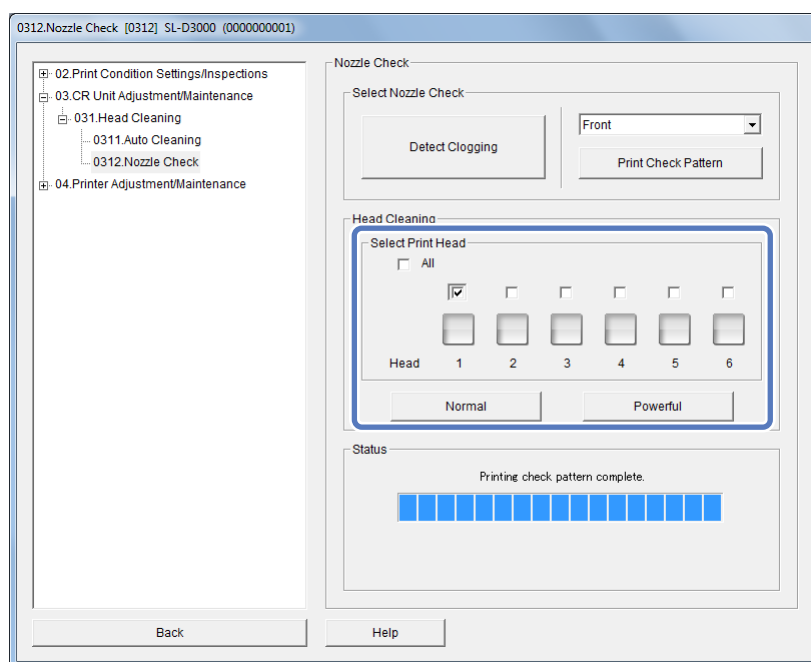 0312.Nozzle Check [0312] SL-D3000 (0000000001)
02.Print Condition Settings/Inspections
03.CR Unit Adjustment/Maintenance
031.Head Cleaning
0311.Auto Cleaning
0312.Nozzle Check
04.Printer Adjustment/Maintenance
Back
Nozzle Check
Select Nozzle Check
Detect Clogging
Front
Print Check Pattern
Head Cleaning
Select Print Head
All
Head 1 2 3 4 5 6
Normal Powerful
Status
Printing check pattern complete.
Help